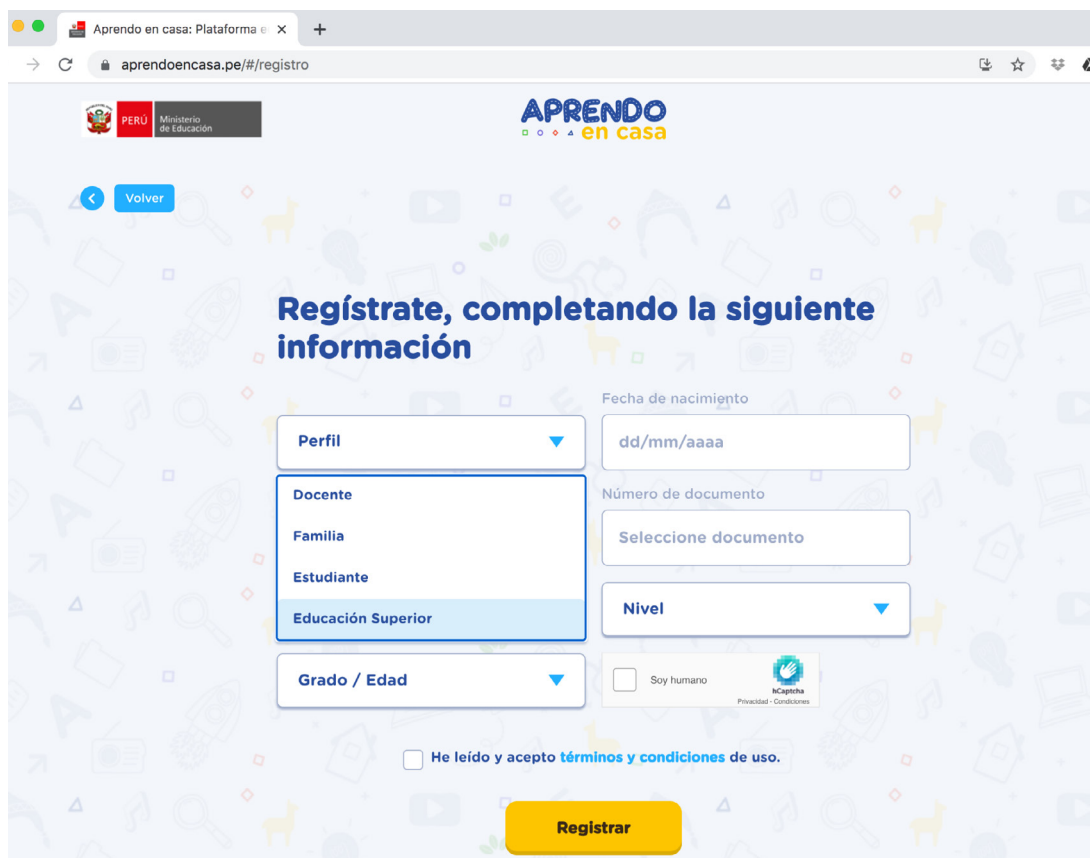 Aprendo en casa: Plataforma e
aprendoencasa.pe/#/registro
PERÚ
Ministerio
de Educación
APRENDO
en casa
Volver
Regístrate, completando la siguiente
información
Perfil
Docente
Familia
Estudiante
Educación Superior
Grado / Edad
Fecha de nacimiento
dd/mm/aaaa
Número de documento
Seleccione documento
Nivel
Soy humano
hCaptcha
Privacidad - Condiciones
He leído y acepto términos y condiciones de uso.
Registrar